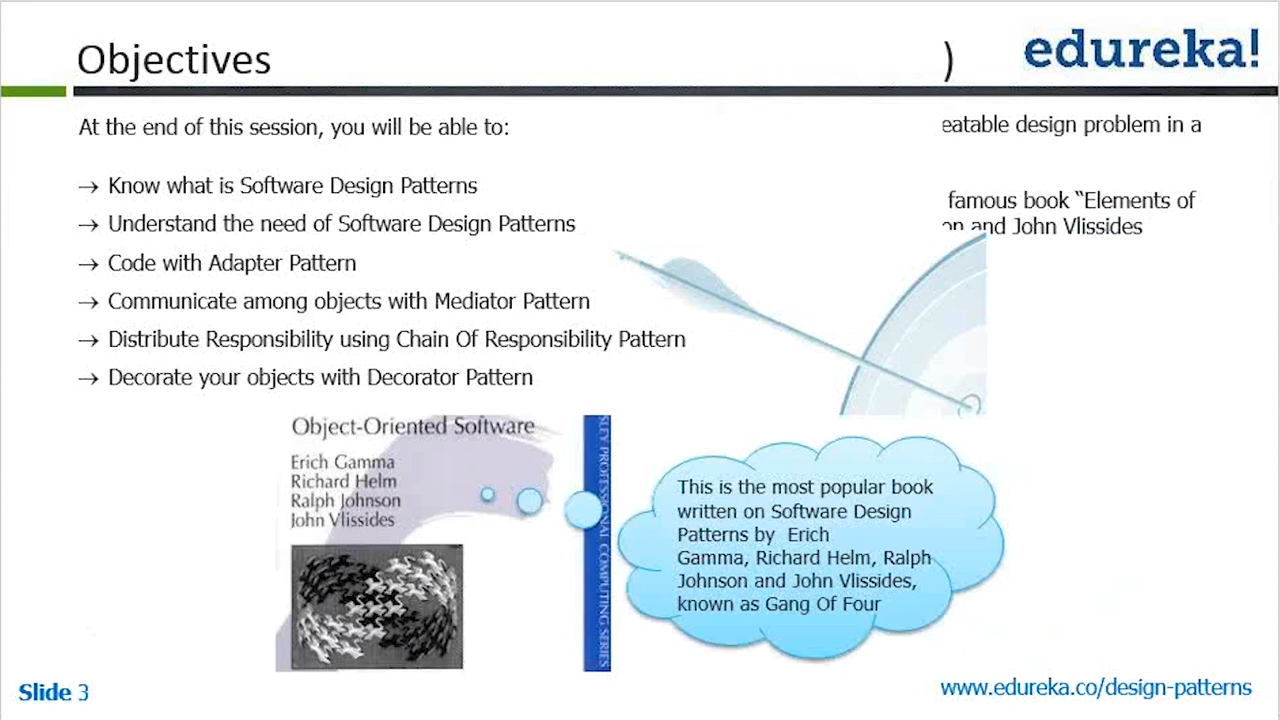 Objectives
)
edureka!
At the end of this session, you will be able to:
eatable design problem in a
→ Know what is Software Design Patterns
famous book “Elements of
→ Understand the need of Software Design Patterns
on and John Vlissides
→ Code with Adapter Pattern
→ Communicate among objects with Mediator Pattern
→ Distribute Responsibility using Chain Of Responsibility Pattern
→ Decorate your objects with Decorator Pattern
Object-Oriented Software
Erich Gamma
Richard Helm
Ralph Johnson
John Vlissides
SLEY PROFESSIONAL COMPUTING SERIES
This is the most popular book
written on Software Design
Patterns by Erich
Gamma, Richard Helm, Ralph
Johnson and John Vlissides,
known as Gang Of Four
Slide 3
www.edureka.co/design-patterns